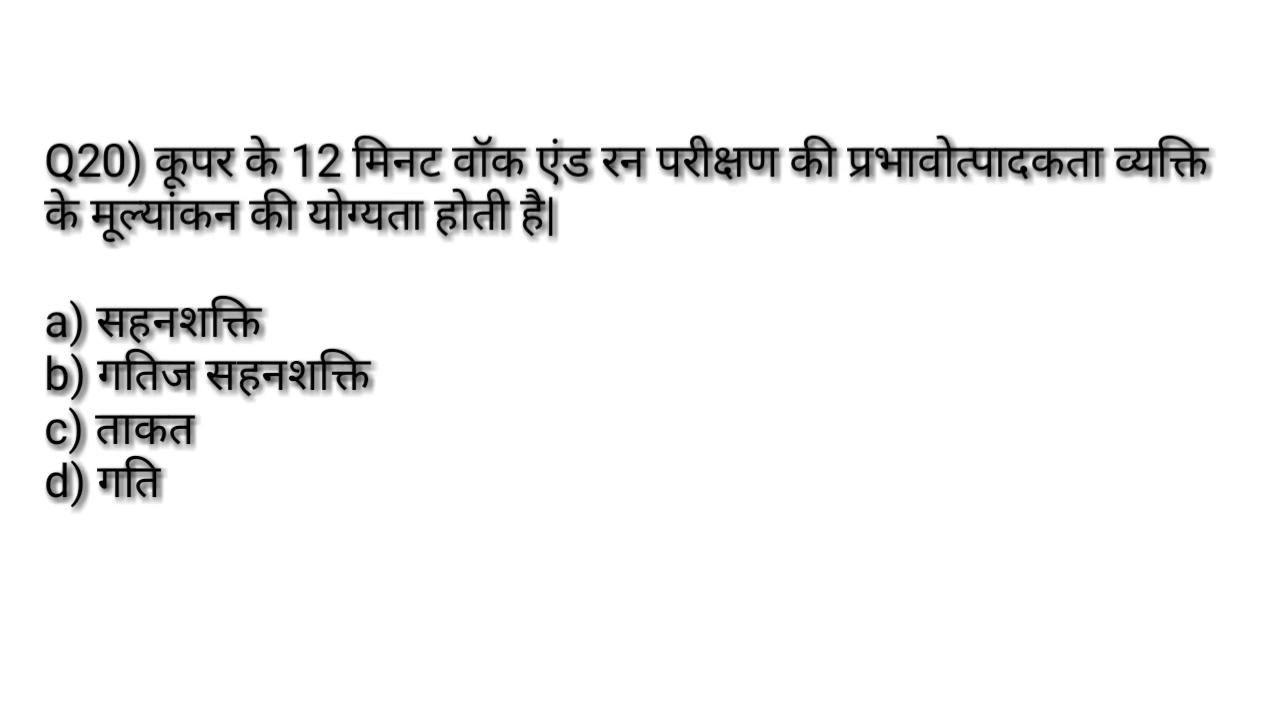 Q20) कूपर के 12 मिनट वॉक एंड रन परीक्षण की प्रभावोत्पादकता व्यक्ति
के मूल्यांकन की योग्यता होती है|
a) सहनशक्ति
b) गतिज सहनशक्ति
c) ताकत
d) गति